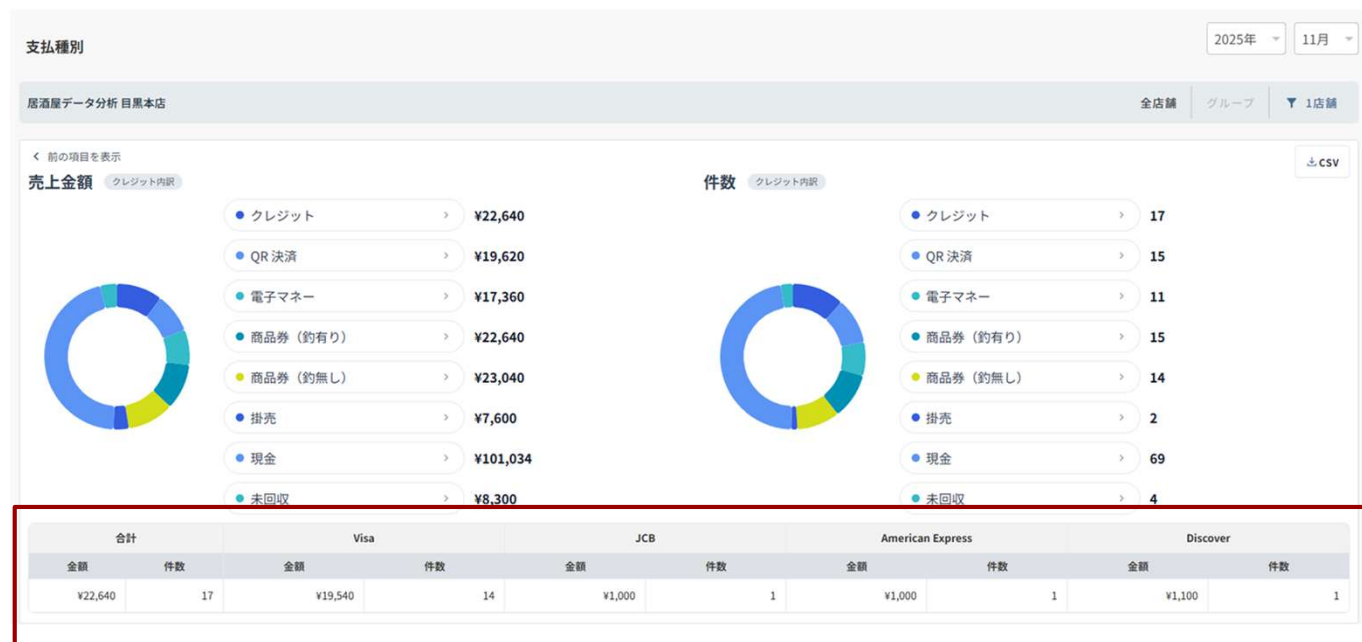 支払種別
2025年 11月
居酒屋データ分析 目黒本店 全店舗 グループ 1店舗
前の項目を表示
CSV
売上金額 クレジット内訳
クレジット ¥22,640
QR 決済 ¥19,620
電子マネー ¥17,360
商品券（釣有り） ¥22,640
商品券（釣無し） ¥23,040
掛売 ¥7,600
現金 ¥101,034
未回収 ¥8,300
件数 クレジット内訳
クレジット 17
QR 決済 15
電子マネー 11
商品券（釣有り） 15
商品券（釣無し） 14
掛売 2
現金 69
未回収 4
合計 Visa JCB American Express Discover
金額 件数 金額 件数 金額 件数 金額 件数 金額 件数
¥22,640 17 ¥19,540 14 ¥1,000 1 ¥1,000 1 ¥1,100 1